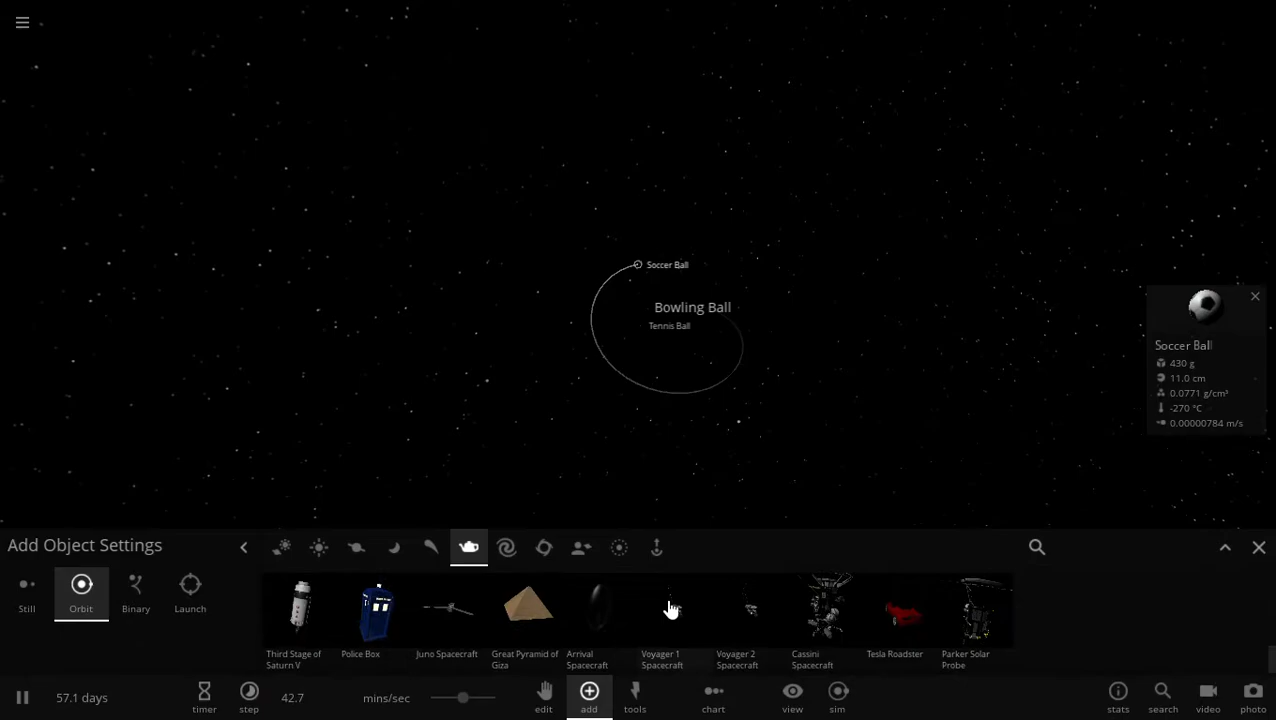 Soccer Ball
Bowling Ball
Tennis Ball
Soccer Ball
430 g
11.0 cm
0.0771 g/cm³
-270 °C
0.00000784 m/s
Add Object Settings
Still
Orbit
Binary
Launch
Third Stage of
Saturn V
Police Box
Juno Spacecraft
Great Pyramid of
Giza
Arrival
Spacecraft
Voyager 1
Spacecraft
Voyager 2
Spacecraft
Cassini
Spacecraft
Tesla Roadster
Parker Solar
Probe
57.1 days
timer
step
42.7
mins/sec
edit
add
tools
chart
view
sim
stats
search
video
photo